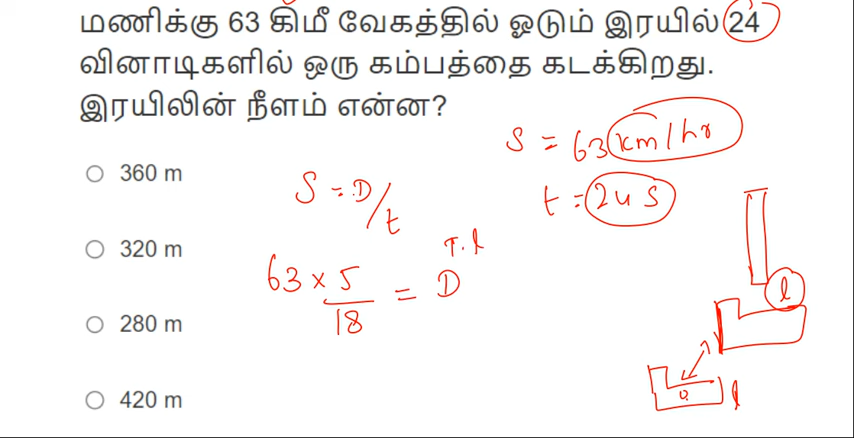 மணிக்கு 63 கிமீ வேகத்தில் ஓடும் இரயில் 24
வினாடிகளில் ஒரு கம்பத்தை கடக்கிறது.
இரயிலின் நீளம் என்ன?
S = 63 km/hr
t = 24 S
360 m
S = D/t
T.l
320 m
63 × 5/18 = D
l
280 m
l
420 m